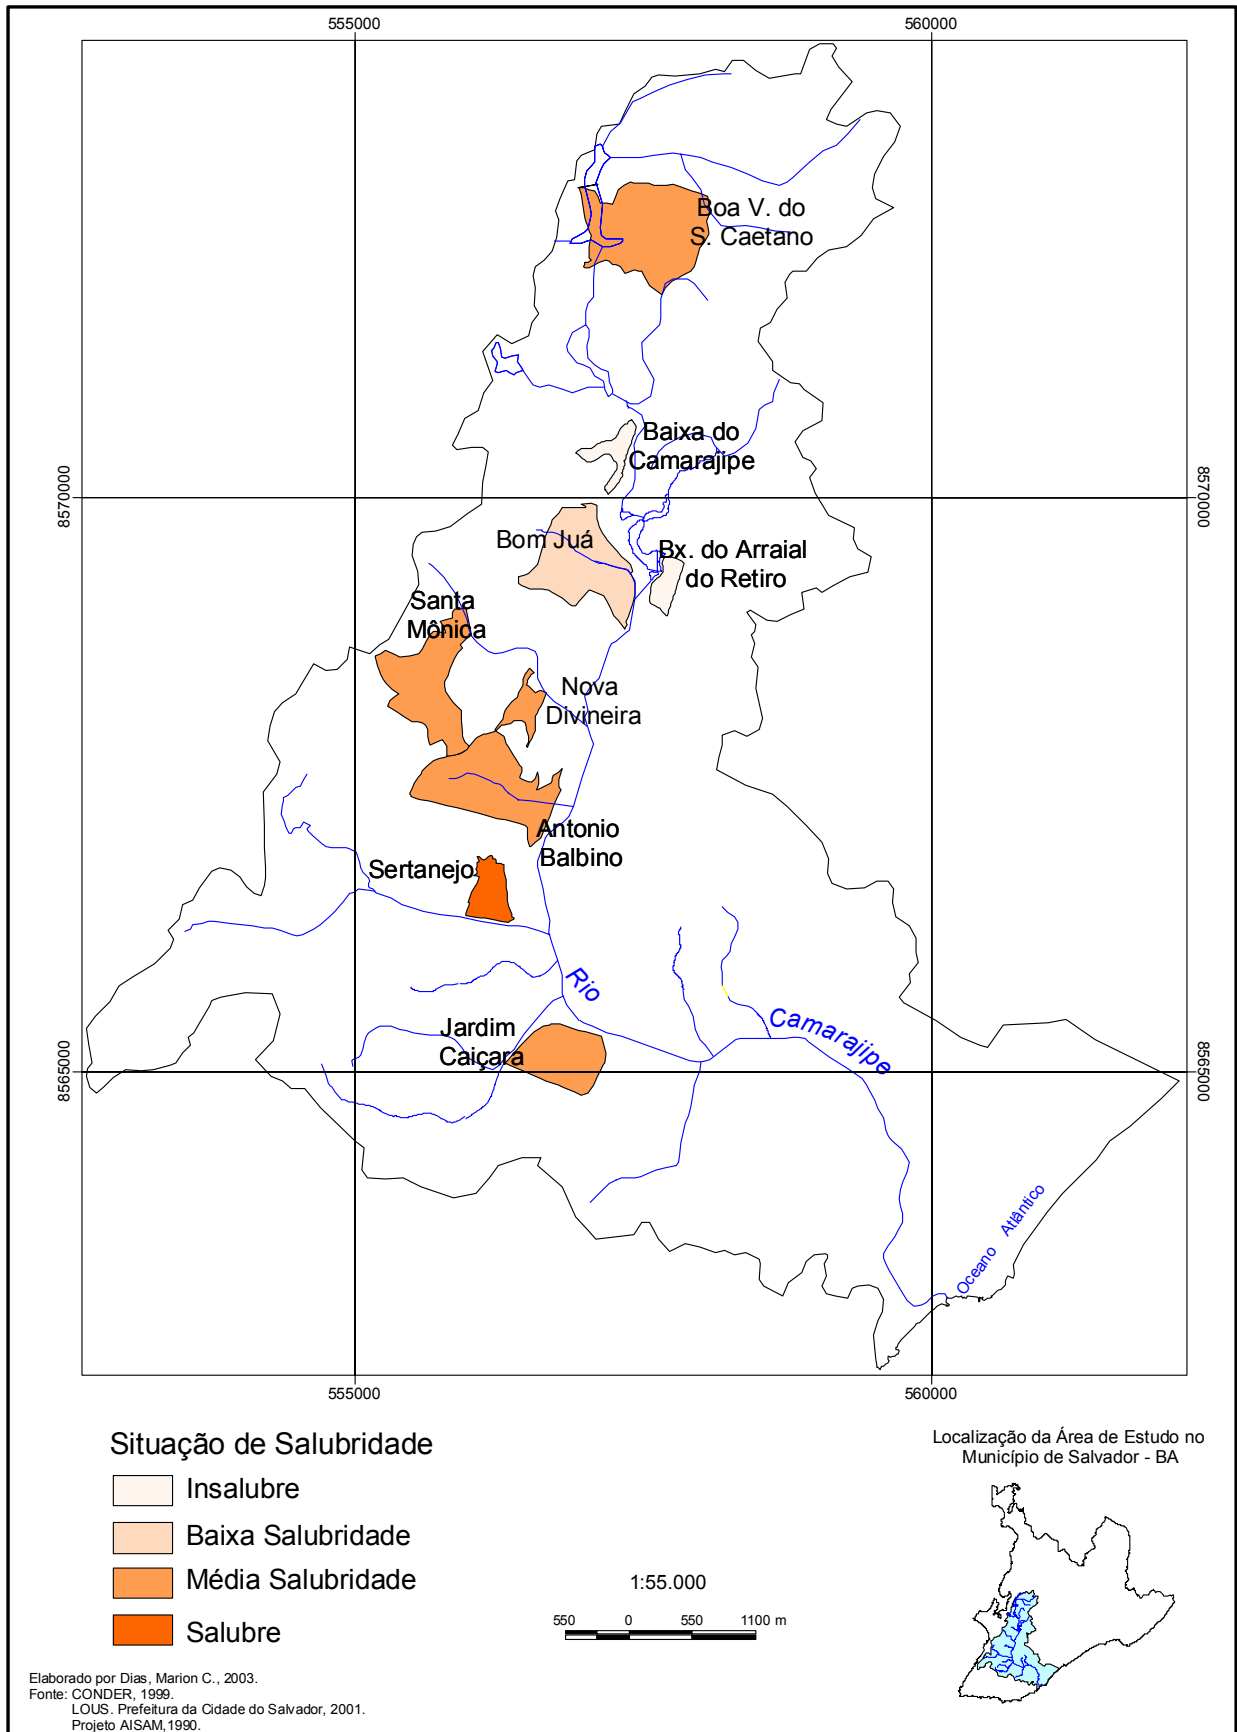 555000
560000
Boa V. do
S. Caetano
Baixa do
Camarajipe
8570000
8570000
Bom Juá
Bx. do Arraial
do Retiro
Santa
Mônica
Nova
Divineira
Antonio
Balbino
Sertanejo
Rio
Camarajipe
Jardim
Caiçara
8565000
8565000
Oceano Atlântico
555000
560000
Situação de Salubridade
Insalubre
Baixa Salubridade
Média Salubridade
Salubre
1:55.000
550 0 550 1100 m
Localização da Área de Estudo no
Município de Salvador - BA
Elaborado por Dias, Marion C., 2003.
Fonte: CONDER, 1999.
LOUS. Prefeitura da Cidade do Salvador, 2001.
Projeto AISAM,1990.